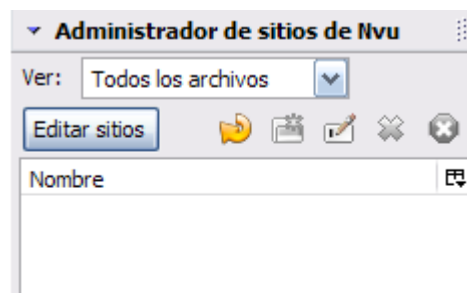 Administrador de sitios de Nvu
Ver: Todos los archivos
Editar sitios
Nombre